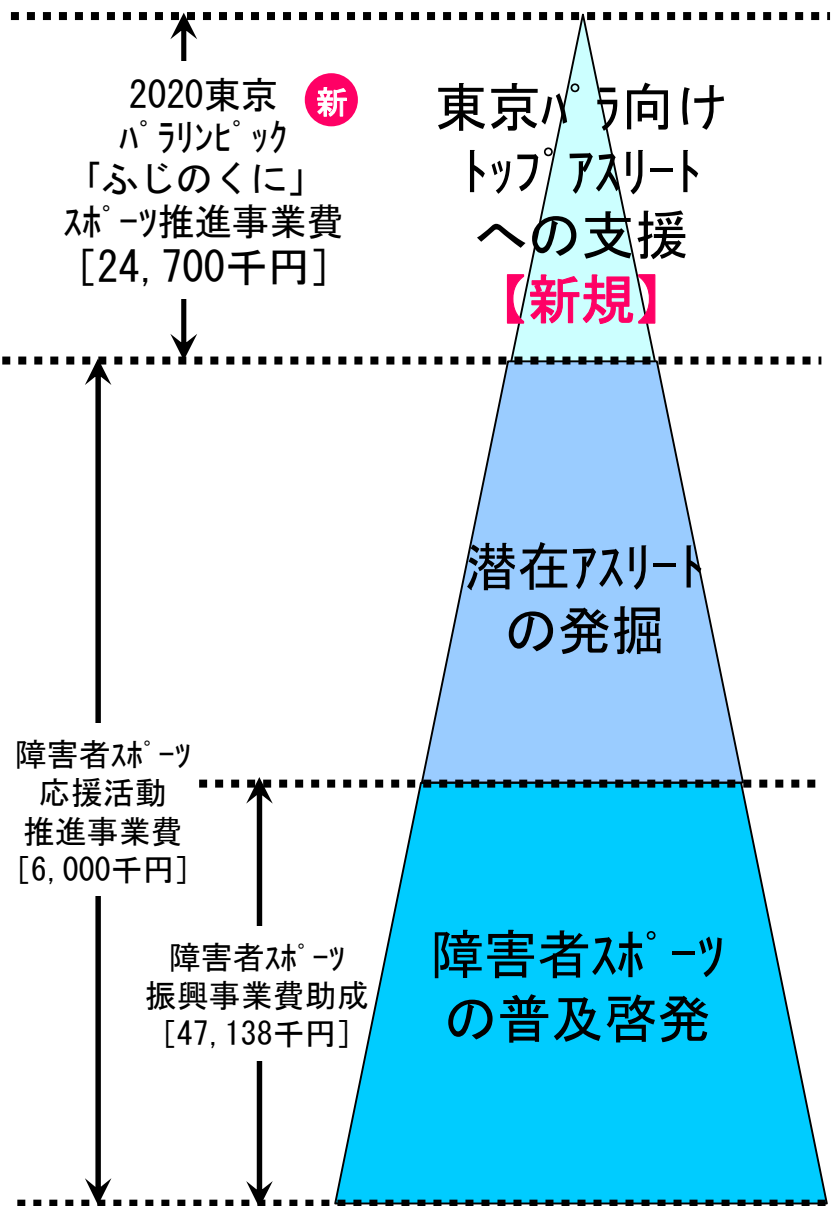 2020東京
パラリンピック
「ふじのくに」
スポーツ推進事業費
[24,700千円]
新
東京パラ向け
トップアスリート
への支援
【新規】
潜在アスリート
の発掘
障害者スポーツ
応援活動
推進事業費
[6,000千円]
障害者スポーツ
振興事業費助成
[47,138千円]
障害者スポーツ
の普及啓発